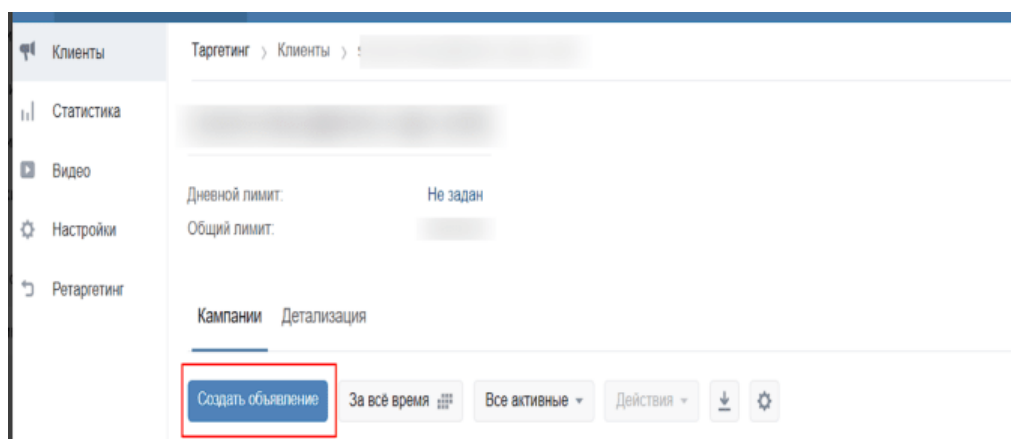 Клиенты
Таргетинг > Клиенты >
Статистика
Видео
Дневной лимит: Не задан
Настройки
Общий лимит:
Ретаргетинг
Кампании Детализация
Создать объявление За всё время Все активные Действия